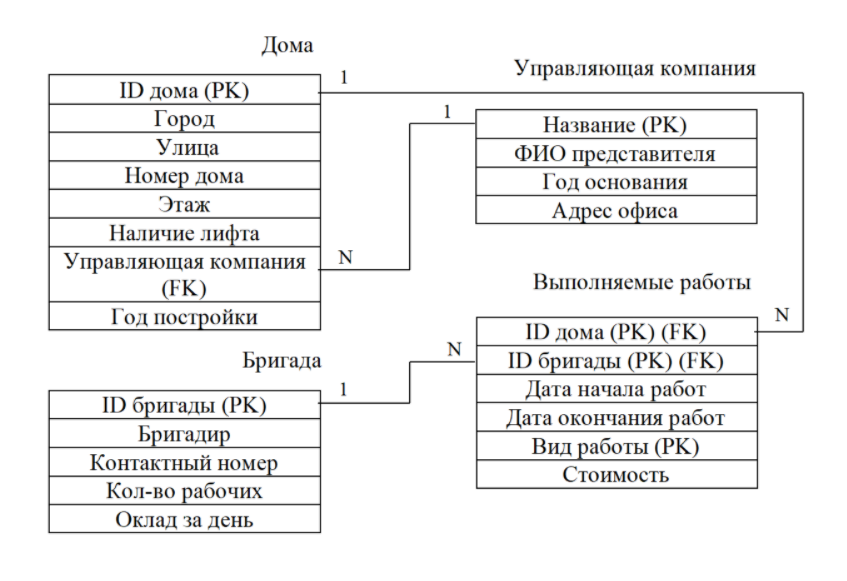 Дома
1
ID дома (PK)
Город
Улица
Номер дома
Этаж
Наличие лифта
Управляющая компания
(FK)
Год постройки
N
Управляющая компания
1
Название (PK)
ФИО представителя
Год основания
Адрес офиса
Бригада
1
ID бригады (PK)
Бригадир
Контактный номер
Кол-во рабочих
Оклад за день
Выполняемые работы
N
N
ID дома (PK) (FK)
ID бригады (PK) (FK)
Дата начала работ
Дата окончания работ
Вид работы (PK)
Стоимость